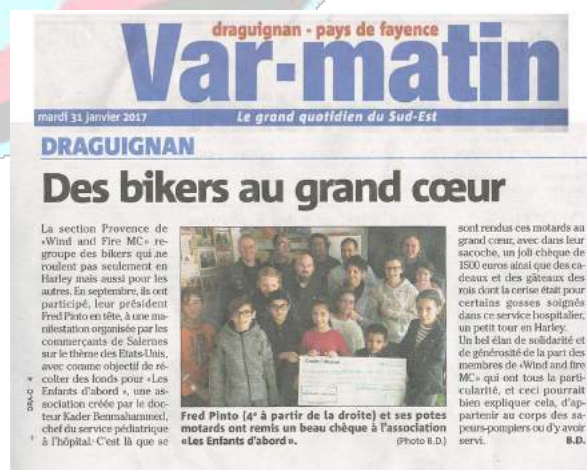 draguignan - pays de fayence
Var-matin
mardi 31 janvier 2017
Le grand quotidien du Sud-Est
DRAGUIGNAN
Des bikers au grand cœur
La section Provence de
«Wind and Fire MC» re-
groupe des bikers qui ne
roulent pas seulement en
Harley mais aussi pour les
autres. En septembre, ils ont
participé, leur président
Fred Pinto en tête, à une ma-
nifestation organisée par les
commerçants de Salernes
sur le thème des Etats-Unis,
avec comme objectif de ré-
colter des fonds pour «Les
Enfants d'abord », une as-
sociation créée par le doc-
teur Kader Benmahammed,
chef du service pédiatrique
à l'hôpital. C'est là que se
Fred Pinto (4e à partir de la droite) et ses potes
motards ont remis un beau chèque à l'association
«Les Enfants d'abord».
(Photo B.D.)
sont rendus ces motards au
grand cœur, avec dans leur
sacoche, un joli chèque de
1500 euros ainsi que des ca-
deaux et des gâteaux des
rois dont la cerise était pour
certains gosses soignés
dans ce service hospitalier,
un petit tour en Harley.
Un bel élan de solidarité et
de générosité de la part des
membres de «Wind and fire
MC» qui ont tous la parti-
cularité, et ceci pourrait
bien expliquer cela, d'ap-
partenir au corps des sa-
peurs-pompiers ou d'y avoir
servi.
B.D.